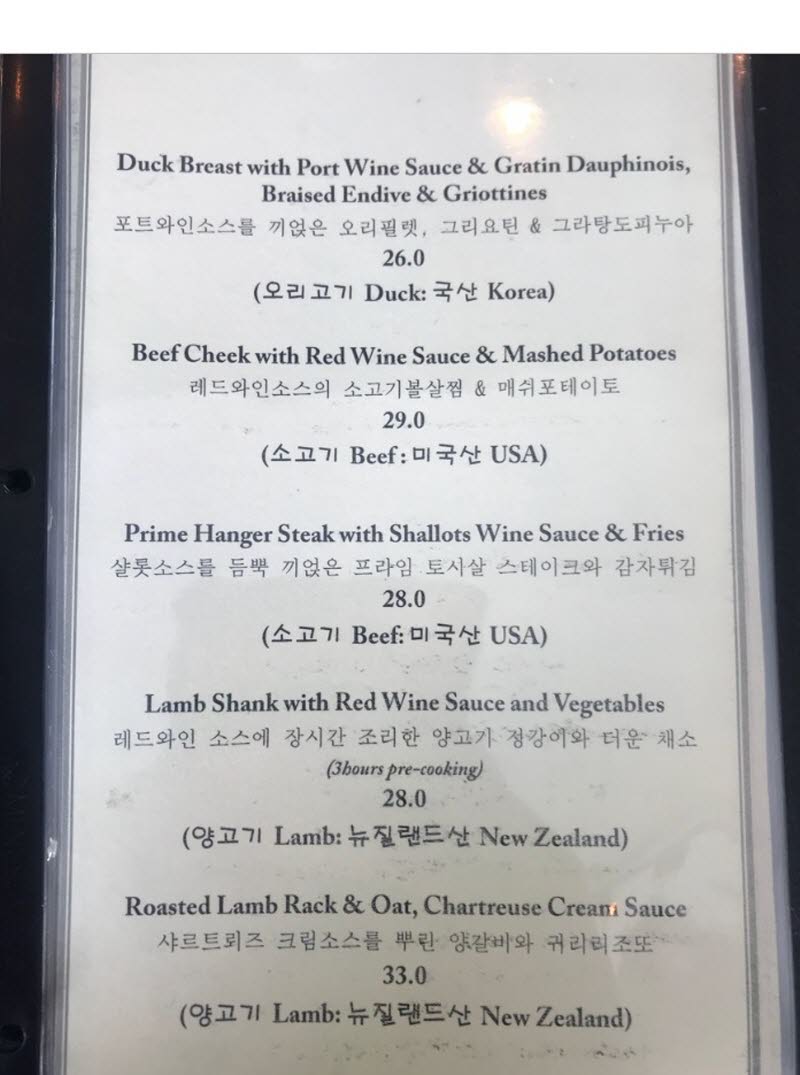 Duck Breast with Port Wine Sauce & Gratin Dauphinois,
Braised Endive & Griottines
포트와인소스를 끼얹은 오리필렛, 그리요틴 & 그라탕도피누아
26.0
(오리고기 Duck: 국산 Korea)
Beef Cheek with Red Wine Sauce & Mashed Potatoes
레드와인소스의 소고기볼살찜 & 매쉬포테이토
29.0
(소고기 Beef: 미국산 USA)
Prime Hanger Steak with Shallots Wine Sauce & Fries
샬롯소스를 듬뿍 끼얹은 프라임 토시살 스테이크와 감자튀김
28.0
(소고기 Beef: 미국산 USA)
Lamb Shank with Red Wine Sauce and Vegetables
레드와인 소스에 장시간 조리한 양고기 정강이와 더운 채소
(3hours pre-cooking)
28.0
(양고기 Lamb: 뉴질랜드산 New Zealand)
Roasted Lamb Rack & Oat, Chartreuse Cream Sauce
샤르트뢰즈 크림소스를 뿌린 양갈비와 귀리리조또
33.0
(양고기 Lamb: 뉴질랜드산 New Zealand)